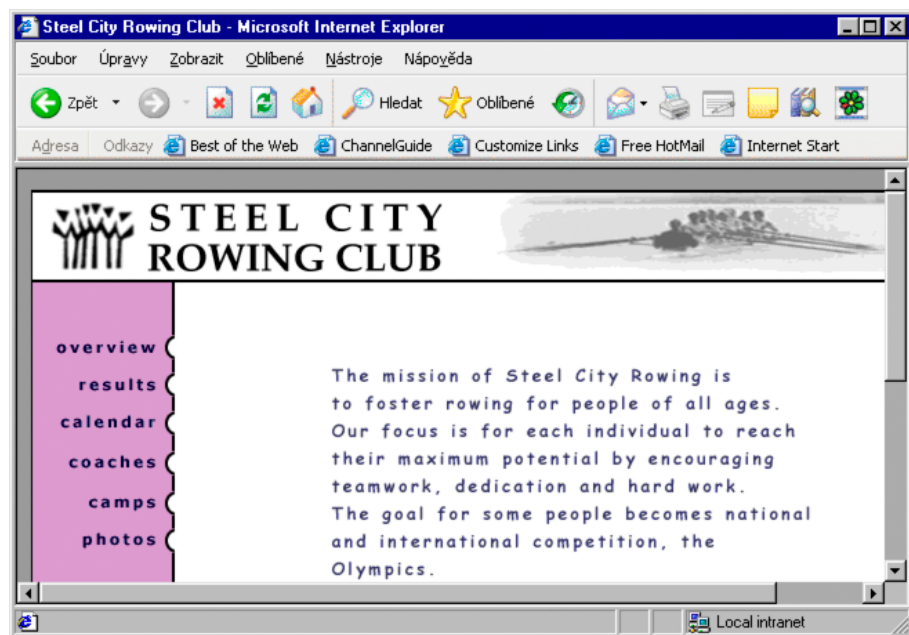 Steel City Rowing Club - Microsoft Internet Explorer
Soubor Úpravy Zobrazit Oblíbené Nástroje Nápověda
Zpět Hledat Oblíbené
Adresa Odkazy Best of the Web ChannelGuide Customize Links Free HotMail Internet Start
STEEL CITY
ROWING CLUB
overview
results
calendar
coaches
camps
photos
The mission of Steel City Rowing is
to foster rowing for people of all ages.
Our focus is for each individual to reach
their maximum potential by encouraging
teamwork, dedication and hard work.
The goal for some people becomes national
and international competition, the
Olympics.
Local intranet